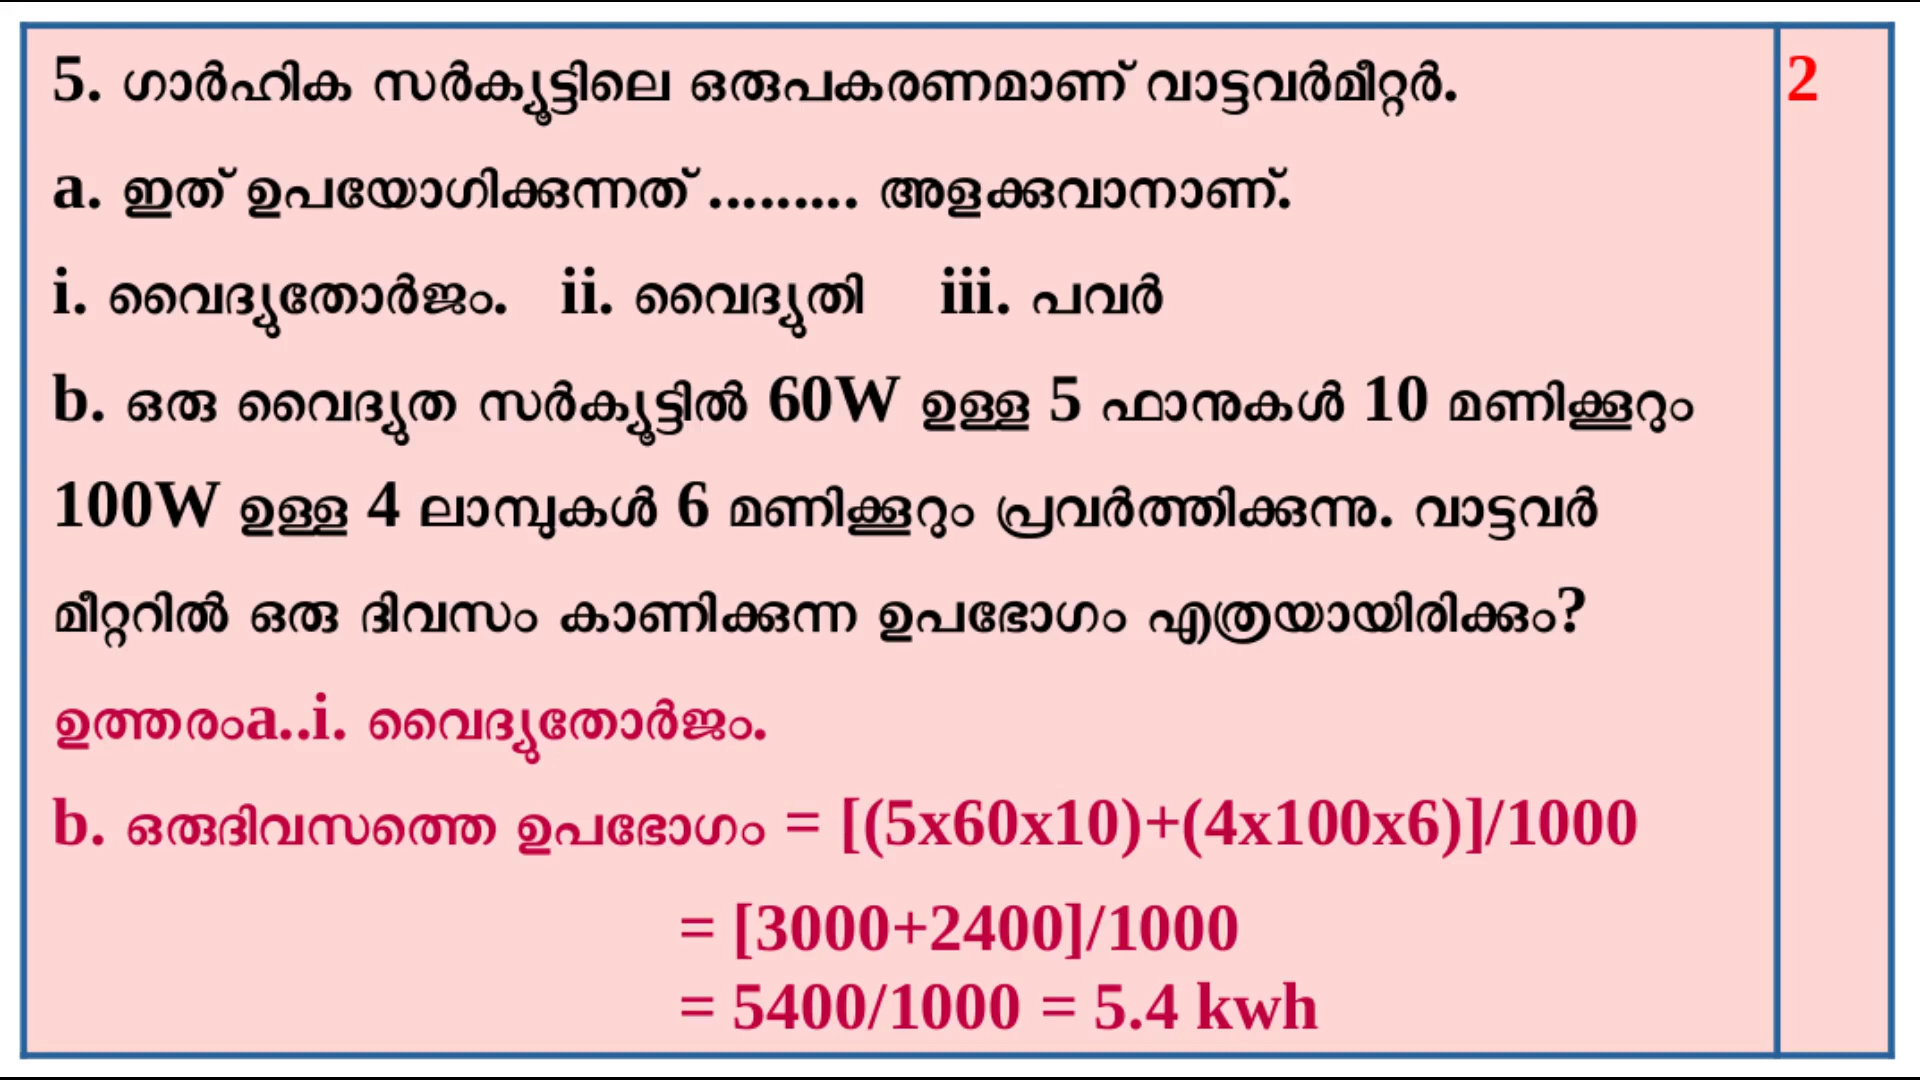 5. ഗാർഹിക സർക്യൂട്ടിലെ ഒരുപകരണമാണ് വാട്ടവർമീറ്റർ.
2
a. ഇത് ഉപയോഗിക്കുന്നത് ......... അളക്കുവാനാണ്.
i. വൈദ്യുതോർജം. ii. വൈദ്യുതി iii. പവർ
b. ഒരു വൈദ്യുത സർക്യൂട്ടിൽ 60W ഉള്ള 5 ഫാനുകൾ 10 മണിക്കൂറും
100W ഉള്ള 4 ലാമ്പുകൾ 6 മണിക്കൂറും പ്രവർത്തിക്കുന്നു. വാട്ടവർ
മീറ്ററിൽ ഒരു ദിവസം കാണിക്കുന്ന ഉപഭോഗം എത്രയായിരിക്കും?
ഉത്തരംa..i. വൈദ്യുതോർജം.
b. ഒരുദിവസത്തെ ഉപഭോഗം = [(5x60x10)+(4x100x6)]/1000
= [3000+2400]/1000
= 5400/1000 = 5.4 kwh